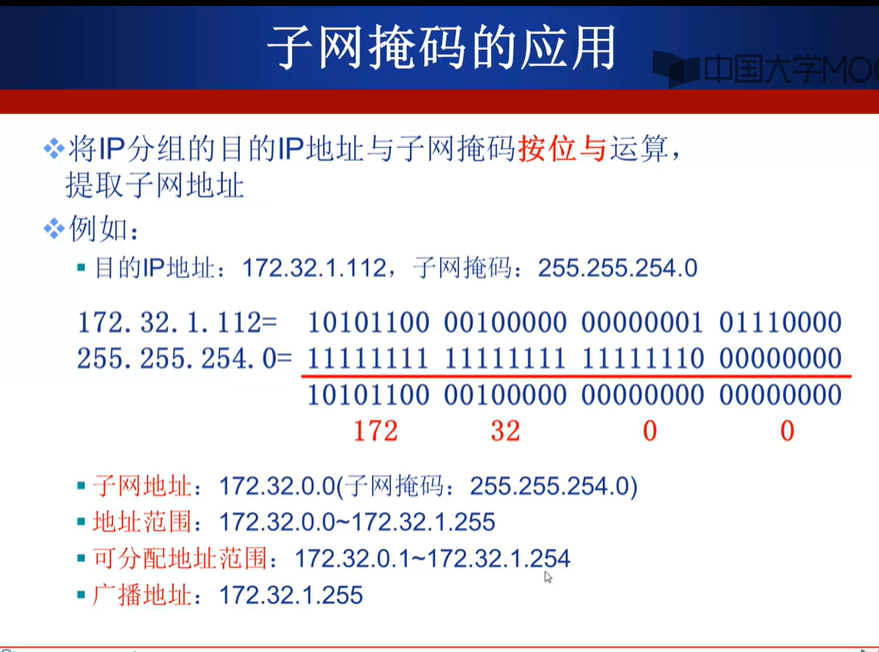 子网掩码的应用
中国大学MOO
将IP分组的目的IP地址与子网掩码按位与运算，
提取子网地址
例如：
目的IP地址：172.32.1.112，子网掩码：255.255.254.0
172.32.1.112= 10101100 00100000 00000001 01110000
255.255.254.0= 11111111 11111111 11111110 00000000
10101100 00100000 00000000 00000000
172 32 0 0
子网地址：172.32.0.0(子网掩码：255.255.254.0)
地址范围：172.32.0.0~172.32.1.255
可分配地址范围：172.32.0.1~172.32.1.254
广播地址：172.32.1.255